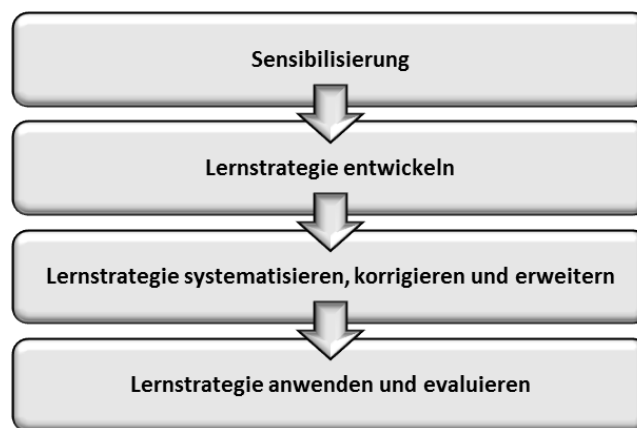 Sensibilisierung
Lernstrategie entwickeln
Lernstrategie systematisieren, korrigieren und erweitern
Lernstrategie anwenden und evaluieren